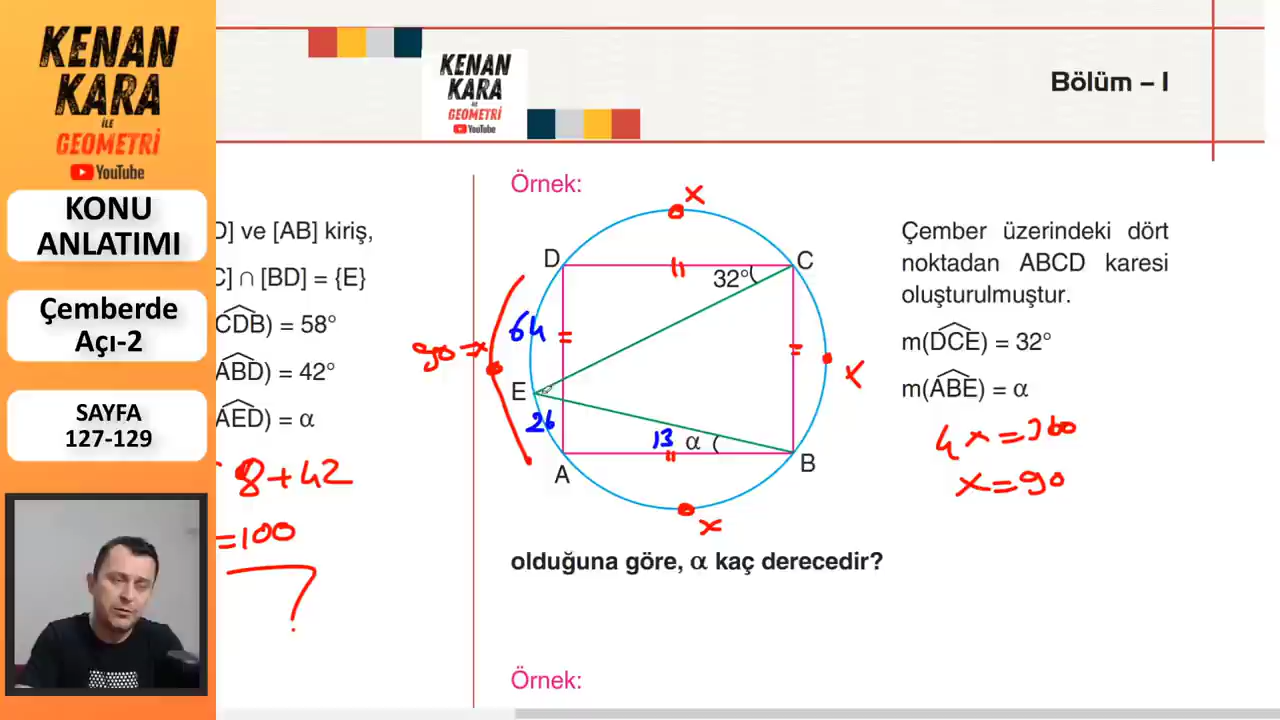 KENAN
KARA
İLE
GEOMETRİ
YouTube
KONU
ANLATIMI
Çemberde
Açı-2
SAYFA
127-129
KENAN
KARA
İLE
GEOMETRİ
YouTube
Bölüm – I
D] ve [AB] kiriş,
C] ∩ [BD] = {E}
CDB) = 58°
ABD) = 42°
AED) = α
8+42
=100
Örnek:
x
D
C
32°
64
90=x
x
E
26
13 α
A
B
x
Çember üzerindeki dört
noktadan ABCD karesi
oluşturulmuştur.
m(DCE) = 32°
m(ABE) = α
4x=360
x=90
olduğuna göre, α kaç derecedir?
Örnek: